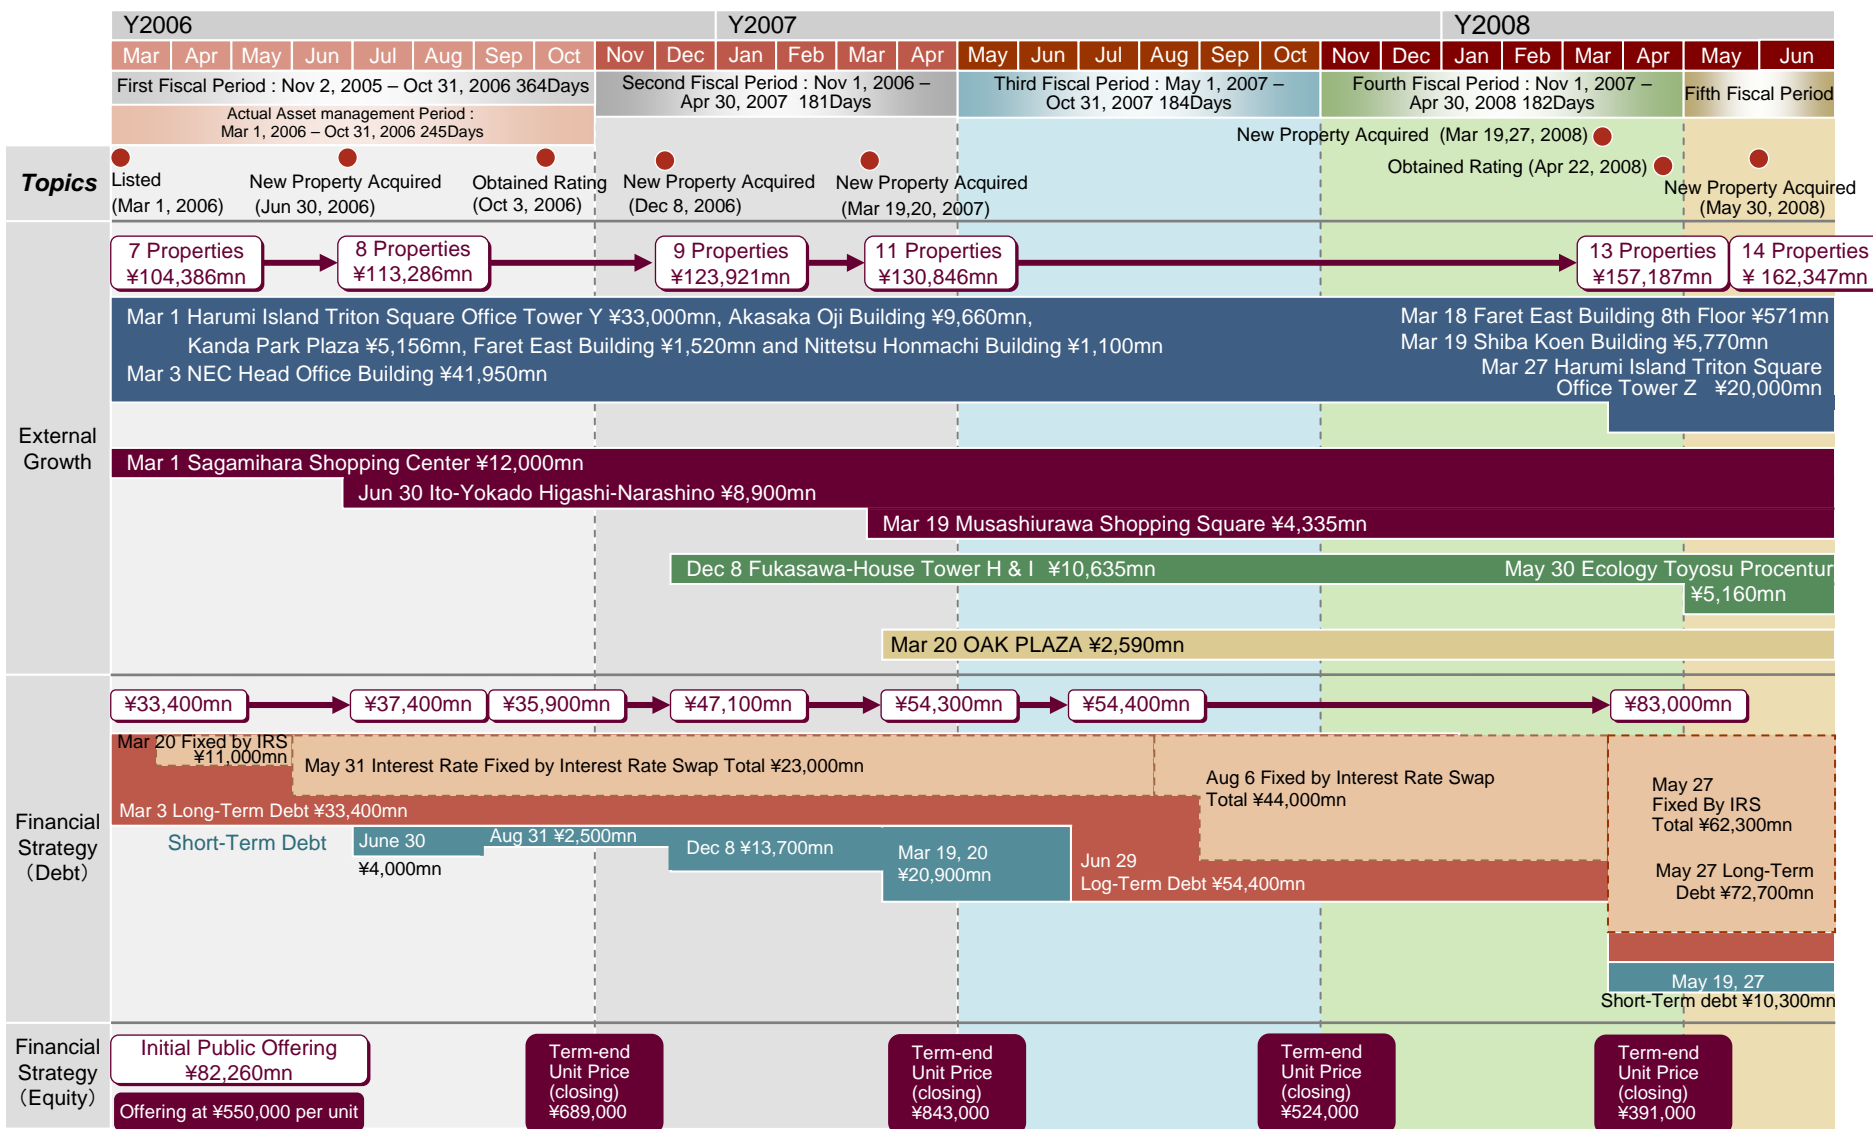 Y2006
Y2007
Y2008
Mar Apr May Jun Jul Aug Sep Oct Nov Dec Jan Feb Mar Apr May Jun Jul Aug Sep Oct Nov Dec Jan Feb Mar Apr May Jun
First Fiscal Period : Nov 2, 2005 – Oct 31, 2006 364Days
Second Fiscal Period : Nov 1, 2006 –
Apr 30, 2007 181Days
Third Fiscal Period : May 1, 2007 –
Oct 31, 2007 184Days
Fourth Fiscal Period : Nov 1, 2007 –
Apr 30, 2008 182Days
Fifth Fiscal Period
Actual Asset management Period :
Mar 1, 2006 – Oct 31, 2006 245Days
Topics
Listed
(Mar 1, 2006)
New Property Acquired
(Jun 30, 2006)
Obtained Rating
(Oct 3, 2006)
New Property Acquired
(Dec 8, 2006)
New Property Acquired
(Mar 19,20, 2007)
New Property Acquired (Mar 19,27, 2008)
Obtained Rating (Apr 22, 2008)
New Property Acquired
(May 30, 2008)
External
Growth
7 Properties
¥104,386mn
8 Properties
¥113,286mn
9 Properties
¥123,921mn
11 Properties
¥130,846mn
13 Properties
¥157,187mn
14 Properties
¥ 162,347mn
Mar 1 Harumi Island Triton Square Office Tower Y ¥33,000mn, Akasaka Oji Building ¥9,660mn,
Kanda Park Plaza ¥5,156mn, Faret East Building ¥1,520mn and Nittetsu Honmachi Building ¥1,100mn
Mar 3 NEC Head Office Building ¥41,950mn
Mar 18 Faret East Building 8th Floor ¥571mn
Mar 19 Shiba Koen Building ¥5,770mn
Mar 27 Harumi Island Triton Square
Office Tower Z ¥20,000mn
Mar 1 Sagamihara Shopping Center ¥12,000mn
Jun 30 Ito-Yokado Higashi-Narashino ¥8,900mn
Mar 19 Musashiurawa Shopping Square ¥4,335mn
Dec 8 Fukasawa-House Tower H & I ¥10,635mn
May 30 Ecology Toyosu Procentur
¥5,160mn
Mar 20 OAK PLAZA ¥2,590mn
Financial
Strategy
（Debt）
¥33,400mn
¥37,400mn
¥35,900mn
¥47,100mn
¥54,300mn
¥54,400mn
¥83,000mn
Mar 20 Fixed by IRS
¥11,000mn
May 31 Interest Rate Fixed by Interest Rate Swap Total ¥23,000mn
Aug 6 Fixed by Interest Rate Swap
Total ¥44,000mn
May 27
Fixed By IRS
Total ¥62,300mn
Mar 3 Long-Term Debt ¥33,400mn
Short-Term Debt
June 30
¥4,000mn
Aug 31 ¥2,500mn
Dec 8 ¥13,700mn
Mar 19, 20
¥20,900mn
Jun 29
Log-Term Debt ¥54,400mn
May 27 Long-Term
Debt ¥72,700mn
May 19, 27
Short-Term debt ¥10,300mn
Financial
Strategy
（Equity）
Initial Public Offering
¥82,260mn
Offering at ¥550,000 per unit
Term-end
Unit Price
(closing)
¥689,000
Term-end
Unit Price
(closing)
¥843,000
Term-end
Unit Price
(closing)
¥524,000
Term-end
Unit Price
(closing)
¥391,000